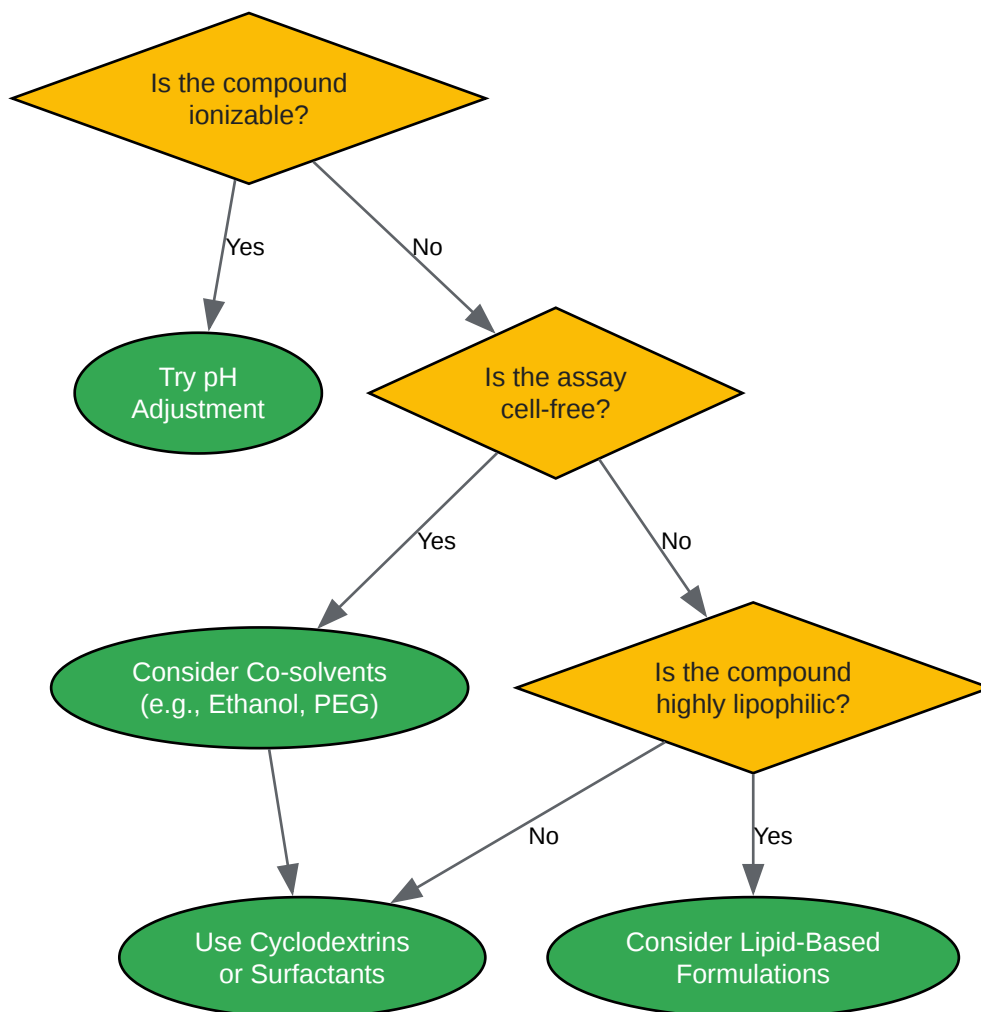 Is the compound
ionizable?
Yes
No
Try pH
Adjustment
Is the assay
cell-free?
Yes
No
Consider Co-solvents
(e.g., Ethanol, PEG)
Is the compound
highly lipophilic?
No
Yes
Use Cyclodextrins
or Surfactants
Consider Lipid-Based
Formulations